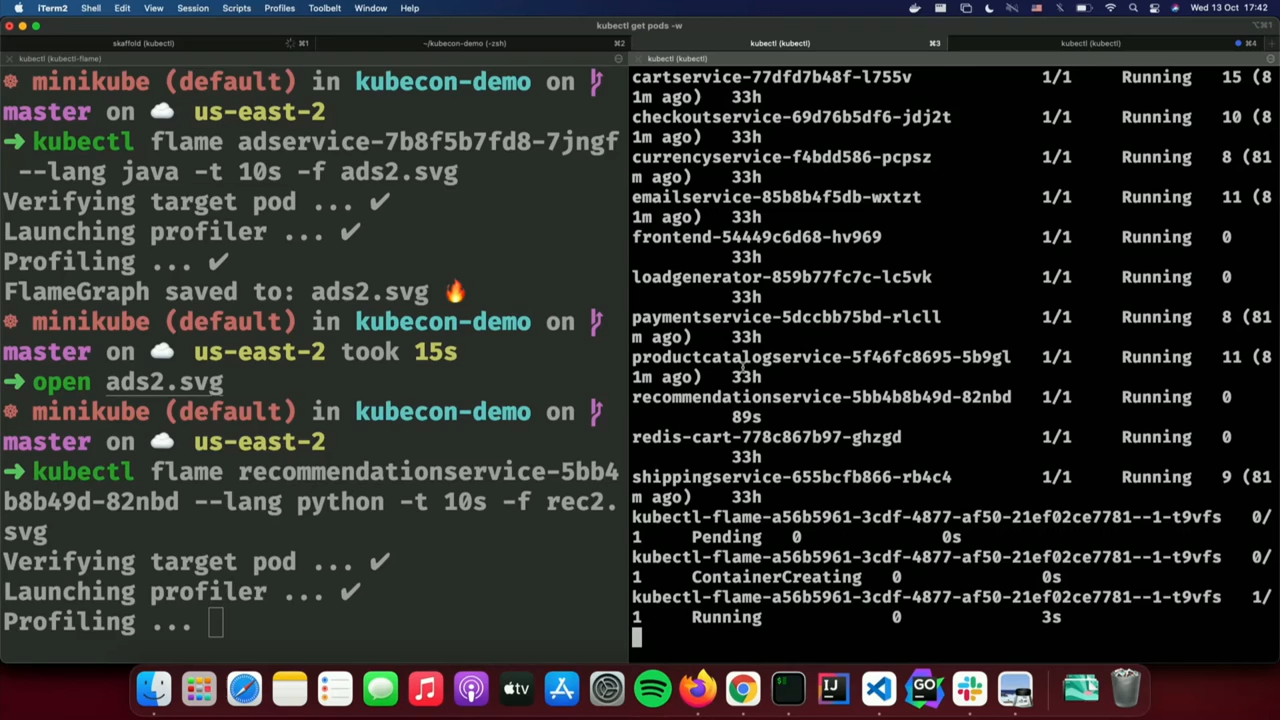 iTerm2 Shell Edit View Session Scripts Profiles Toolbelt Window Help Wed 13 Oct 17:42
kubectl get pods -w
⌥⌘1
skaffold (kubectl) ⌘1 ~/kubecon-demo (-zsh) ⌘2 kubectl (kubectl) ⌘3 kubectl (kubectl) ⌘4
kubectl (kubectl-flame)
minikube (default) in kubecon-demo on
master on us-east-2
➜ kubectl flame adservice-7b8f5b7fd8-7jngf
--lang java -t 10s -f ads2.svg
Verifying target pod ... ✔
Launching profiler ... ✔
Profiling ... ✔
FlameGraph saved to: ads2.svg 🔥
minikube (default) in kubecon-demo on
master on us-east-2 took 15s
➜ open ads2.svg
minikube (default) in kubecon-demo on
master on us-east-2
➜ kubectl flame recommendationservice-5bb4
b8b49d-82nbd --lang python -t 10s -f rec2.
svg
Verifying target pod ... ✔
Launching profiler ... ✔
Profiling ...
kubectl (kubectl)
cartservice-77dfd7b48f-l755v 1/1 Running 15 (8
1m ago) 33h
checkoutservice-69d76b5df6-jdj2t 1/1 Running 10 (8
1m ago) 33h
currencyservice-f4bdd586-pcpsz 1/1 Running 8 (81
m ago) 33h
emailservice-85b8b4f5db-wxtzt 1/1 Running 11 (8
1m ago) 33h
frontend-54449c6d68-hv969 1/1 Running 0
33h
loadgenerator-859b77fc7c-lc5vk 1/1 Running 0
33h
paymentservice-5dccbb75bd-rlcll 1/1 Running 8 (81
m ago) 33h
productcatalogservice-5f46fc8695-5b9gl 1/1 Running 11 (8
1m ago) 33h
recommendationservice-5bb4b8b49d-82nbd 1/1 Running 0
89s
redis-cart-778c867b97-ghzgd 1/1 Running 0
33h
shippingservice-655bcfb866-rb4c4 1/1 Running 9 (81
m ago) 33h
kubectl-flame-a56b5961-3cdf-4877-af50-21ef02ce7781--1-t9vfs 0/
1 Pending 0 0s
kubectl-flame-a56b5961-3cdf-4877-af50-21ef02ce7781--1-t9vfs 0/
1 ContainerCreating 0 0s
kubectl-flame-a56b5961-3cdf-4877-af50-21ef02ce7781--1-t9vfs 1/
1 Running 0 3s
tv IJ GO